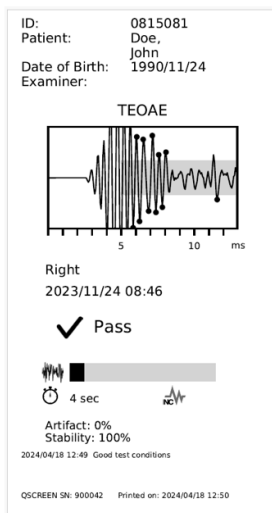 ID: 0815081
Patient: Doe,
John
Date of Birth: 1990/11/24
Examiner:
TEOAE
5 10 ms
Right
2023/11/24 08:46
Pass
4 sec NC
Artifact: 0%
Stability: 100%
2024/04/18 12:49 Good test conditions
QSCREEN SN: 900042 Printed on: 2024/04/18 12:50